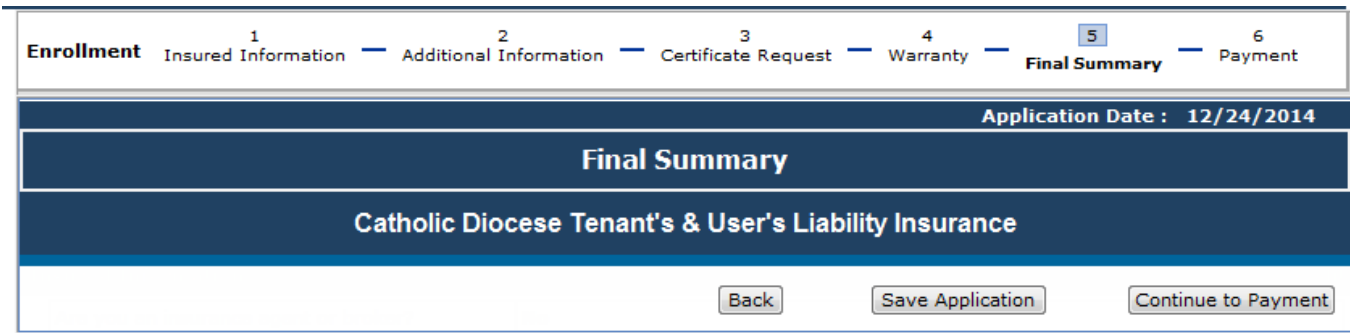 Enrollment
1
Insured Information
2
Additional Information
3
Certificate Request
4
Warranty
5
Final Summary
6
Payment
Application Date : 12/24/2014
Final Summary
Catholic Diocese Tenant's & User's Liability Insurance
Back Save Application Continue to Payment